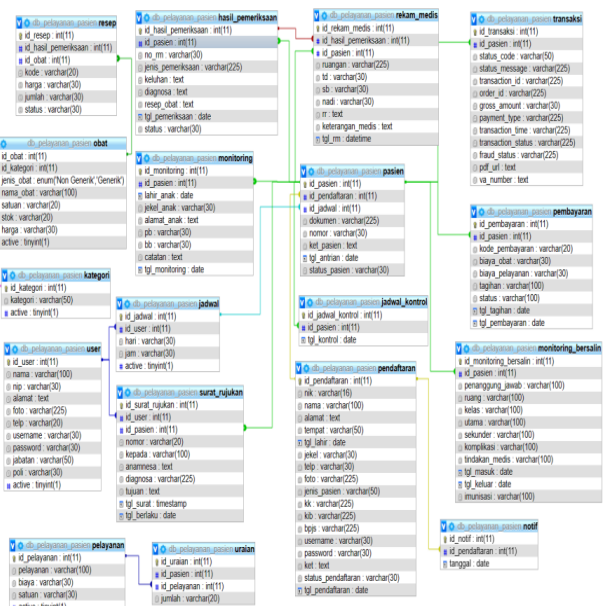 db_pelayanan_pasien resep
id_resep : int(11)
id_hasil_pemeriksaan : int(11)
id_obat : int(11)
kode : varchar(20)
harga : varchar(30)
jumlah : varchar(30)
status : varchar(30)
db_pelayanan_pasien hasil_pemeriksaan
id_hasil_pemeriksaan : int(11)
id_pasien : int(11)
no_rm : varchar(30)
jenis_pemeriksaan : varchar(225)
keluhan : text
diagnosa : text
resep_obat : text
tgl_pemeriksaan : date
status : varchar(30)
db_pelayanan_pasien rekam_medis
id_rekam_medis : int(11)
id_hasil_pemeriksaan : int(11)
id_pasien : int(11)
ruangan : varchar(225)
td : varchar(30)
sb : varchar(30)
nadi : varchar(30)
rr : text
keterangan_medis : text
tgl_rm : datetime
db_pelayanan_pasien transaksi
id_transaksi : int(11)
id_pasien : int(11)
status_code : varchar(50)
status_message : varchar(225)
transaction_id : varchar(225)
order_id : varchar(225)
gross_amount : varchar(30)
payment_type : varchar(225)
transaction_time : varchar(225)
transaction_status : varchar(225)
fraud_status : varchar(225)
pdf_url : text
va_number : text
db_pelayanan_pasien obat
id_obat : int(11)
id_kategori : int(11)
jenis_obat : enum('Non Generik','Generik')
nama_obat : varchar(100)
satuan : varchar(20)
stok : varchar(20)
harga : varchar(30)
active : tinyint(1)
db_pelayanan_pasien monitoring
id_monitoring : int(11)
id_pasien : int(11)
lahir_anak : date
jekel_anak : varchar(30)
alamat_anak : text
pb : varchar(30)
bb : varchar(30)
catatan : text
tgl_monitoring : date
db_pelayanan_pasien pasien
id_pasien : int(11)
id_pendaftaran : int(11)
id_jadwal : int(11)
dokumen : varchar(225)
nomor : varchar(30)
ket_pasien : text
tgl_antrian : date
status_pasien : varchar(30)
db_pelayanan_pasien pembayaran
id_pembayaran : int(11)
id_pasien : int(11)
kode_pembayaran : varchar(20)
biaya_obat : varchar(30)
biaya_pelayanan : varchar(30)
tagihan : varchar(100)
status : varchar(100)
tgl_tagihan : date
tgl_pembayaran : date
db_pelayanan_pasien kategori
id_kategori : int(11)
kategori : varchar(50)
active : tinyint(1)
db_pelayanan_pasien jadwal
id_jadwal : int(11)
id_user : int(11)
hari : varchar(30)
jam : varchar(30)
active : tinyint(1)
db_pelayanan_pasien jadwal_kontrol
id_jadwal_kontrol : int(11)
id_pasien : int(11)
tgl_kontrol : date
db_pelayanan_pasien user
id_user : int(11)
nama : varchar(100)
nip : varchar(30)
alamat : text
foto : varchar(225)
telp : varchar(20)
username : varchar(30)
password : varchar(30)
jabatan : varchar(50)
poli : varchar(30)
active : tinyint(1)
db_pelayanan_pasien surat_rujukan
id_surat_rujukan : int(11)
id_user : int(11)
id_pasien : int(11)
nomor : varchar(20)
kepada : varchar(100)
anamnesa : text
diagnosa : varchar(225)
tujuan : text
tgl_surat : timestamp
tgl_berlaku : date
db_pelayanan_pasien pendaftaran
id_pendaftaran : int(11)
nik : varchar(16)
nama : varchar(100)
alamat : text
tempat : varchar(50)
tgl_lahir : date
jekel : varchar(30)
telp : varchar(30)
foto : varchar(225)
jenis_pasien : varchar(50)
kk : varchar(225)
kib : varchar(225)
bpjs : varchar(225)
username : varchar(30)
password : varchar(30)
ket : text
status_pendaftaran : varchar(30)
tgl_pendaftaran : date
db_pelayanan_pasien monitoring_bersalin
id_monitoring_bersalin : int(11)
id_pasien : int(11)
penanggung_jawab : varchar(100)
ruang : varchar(100)
kelas : varchar(100)
utama : varchar(100)
sekunder : varchar(100)
komplikasi : varchar(100)
tindakan_medis : varchar(100)
tgl_masuk : date
tgl_keluar : date
imunisasi : varchar(100)
db_pelayanan_pasien notif
id_notif : int(11)
id_pendaftaran : int(11)
tanggal : date
db_pelayanan_pasien pelayanan
id_pelayanan : int(11)
pelayanan : varchar(100)
biaya : varchar(30)
satuan : varchar(30)
db_pelayanan_pasien uraian
id_uraian : int(11)
id_pasien : int(11)
id_pelayanan : int(11)
jumlah : varchar(20)